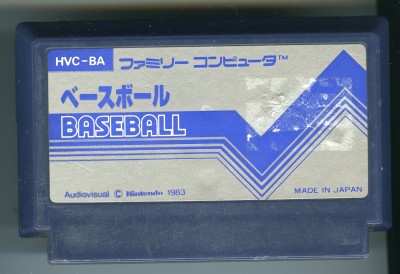 HVC-BA ファミリー コンピュータ™
ベースボール
BASEBALL
Audiovisual © Nintendo 1983
MADE IN JAPAN